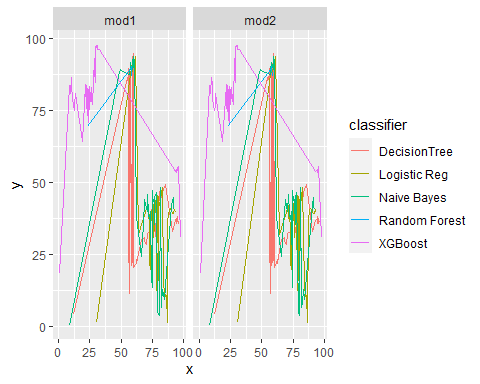 mod1 mod2
100
75
50
25
0
y
0 25 50 75 100 0 25 50 75 100
x
classifier
DecisionTree
Logistic Reg
Naive Bayes
Random Forest
XGBoost